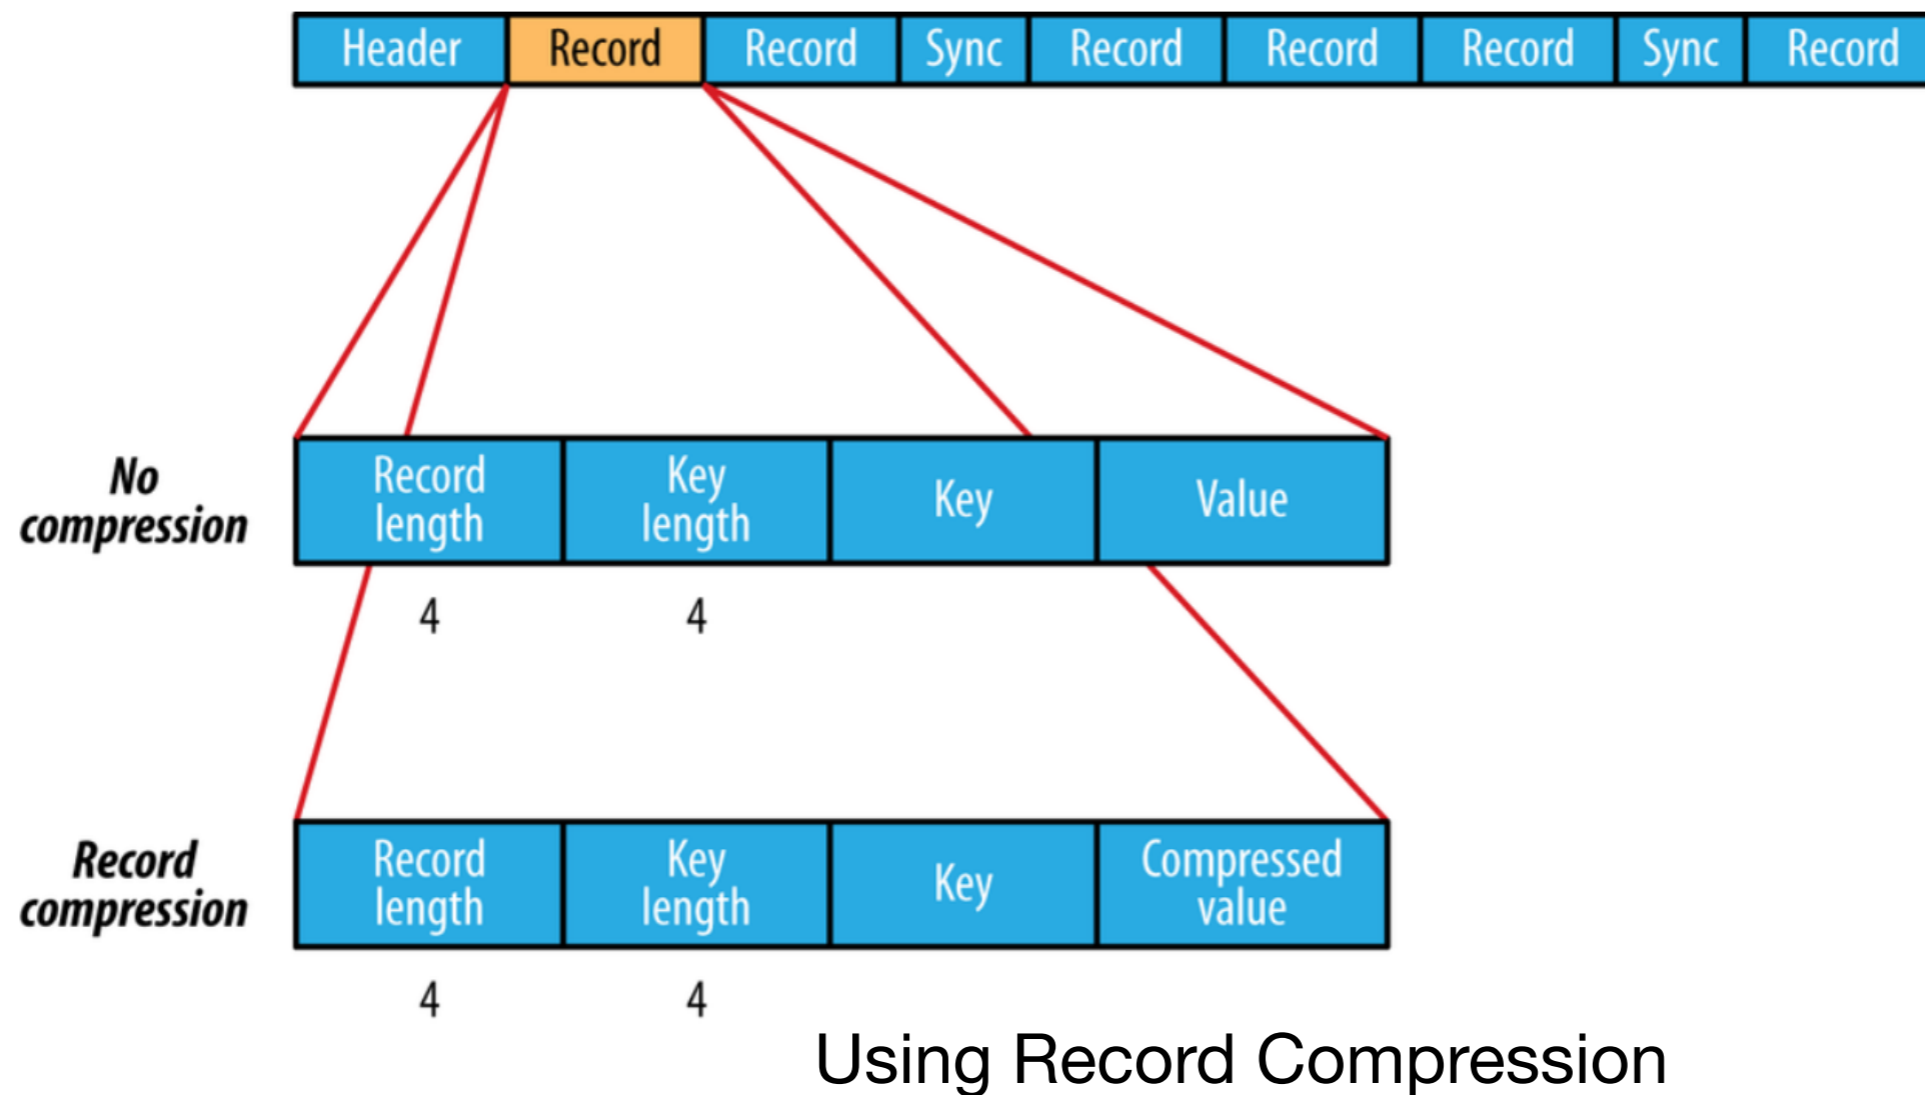 Header Record Record Sync Record Record Record Sync Record
No
compression
Record
length
Key
length
Key
Value
4 4
Record
compression
Record
length
Key
length
Key
Compressed
value
4 4
Using Record Compression